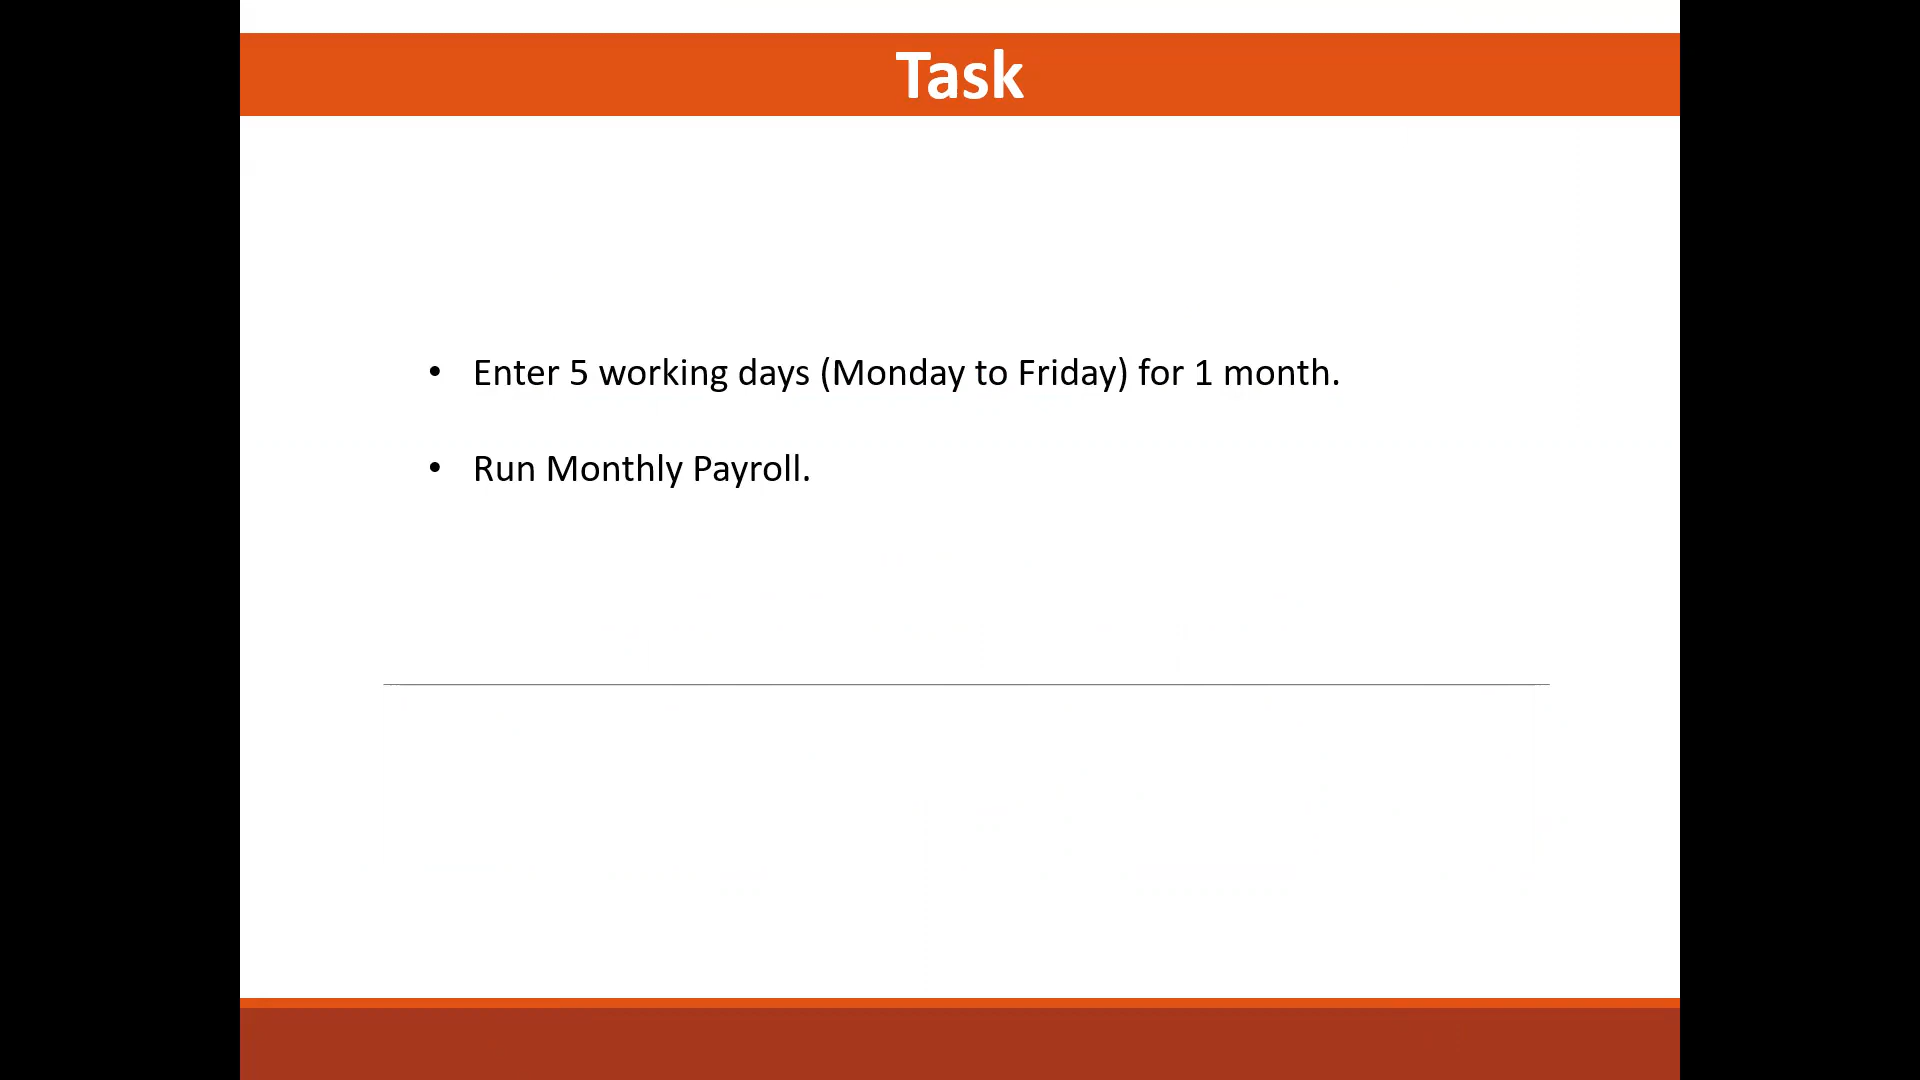 Task
• Enter 5 working days (Monday to Friday) for 1 month.
• Run Monthly Payroll.